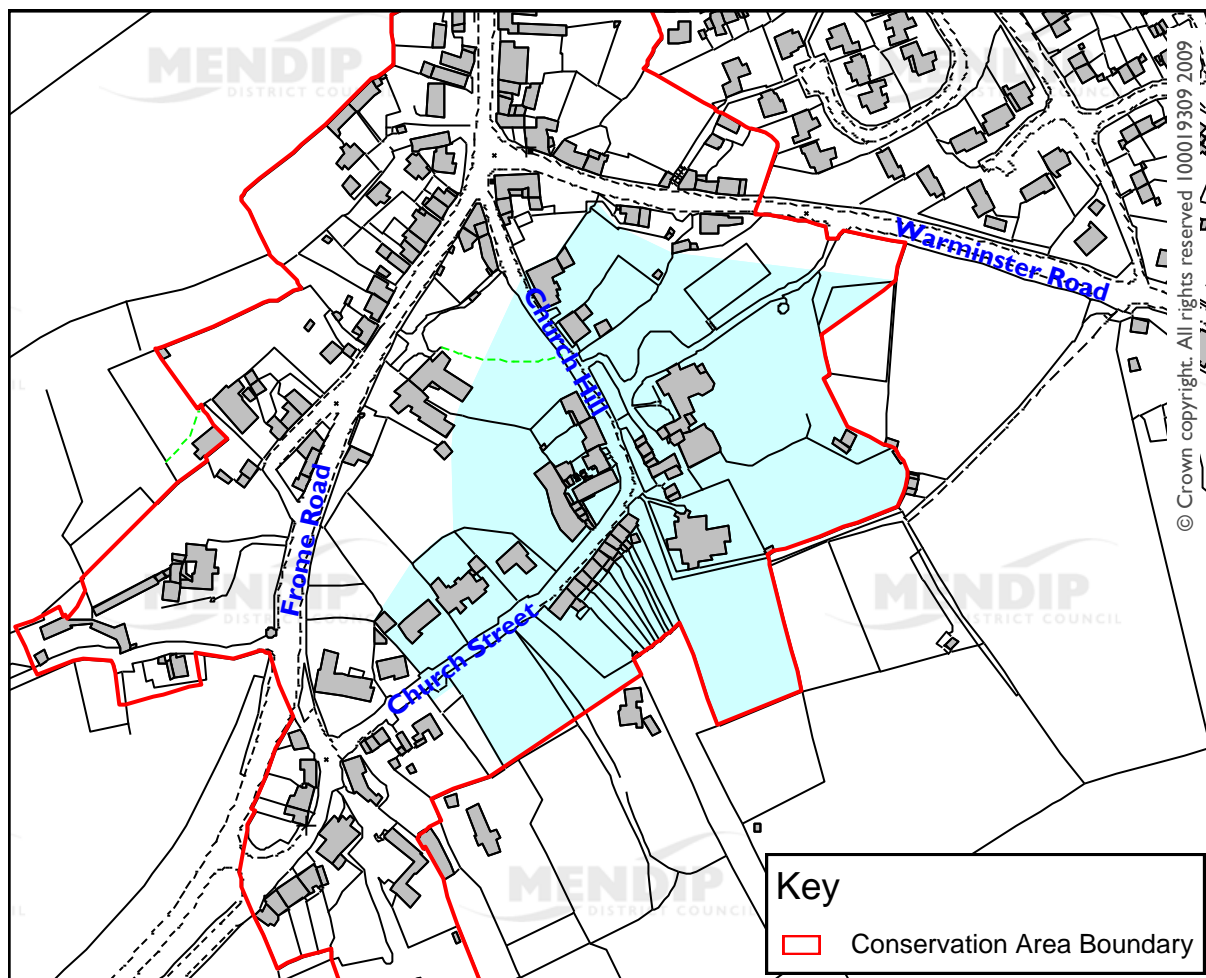 MENDIP
DISTRICT COUNCIL
MENDIP
DISTRICT COUNCIL
© Crown copyright. All rights reserved 100019309 2009
Warminster Road
Church Hill
Frome Road
Church Street
MENDIP
DISTRICT COUNCIL
MENDIP
DISTRICT COUNCIL
MENDIP
DISTRICT COUNCIL
Key
Conservation Area Boundary